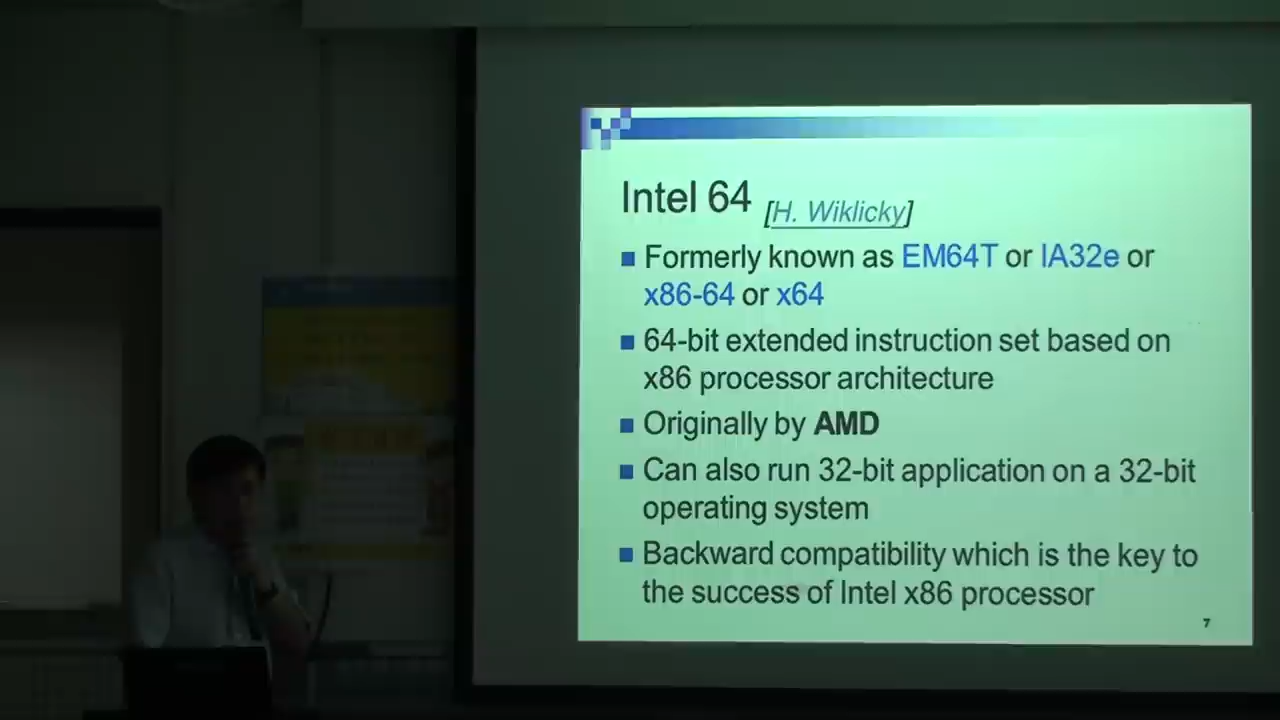 Intel 64 [H. Wiklicky]
Formerly known as EM64T or IA32e or
x86-64 or x64
64-bit extended instruction set based on
x86 processor architecture
Originally by AMD
Can also run 32-bit application on a 32-bit
operating system
Backward compatibility which is the key to
the success of Intel x86 processor
7